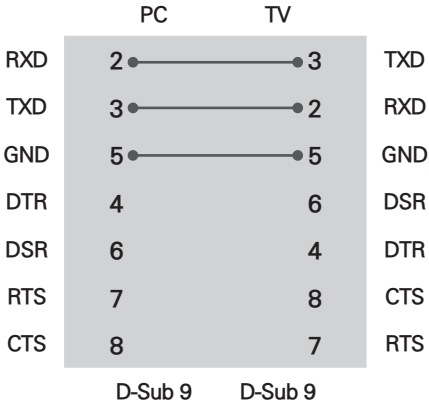 PC TV
RXD 2 3 TXD
TXD 3 2 RXD
GND 5 5 GND
DTR 4 6 DSR
DSR 6 4 DTR
RTS 7 8 CTS
CTS 8 7 RTS
D-Sub 9 D-Sub 9